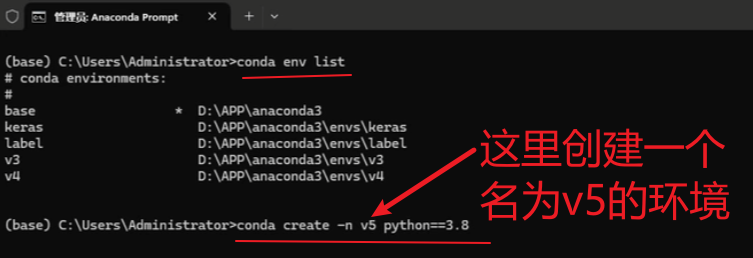 管理员: Anaconda Prompt
(base) C:\Users\Administrator>conda env list
# conda environments:
#
base * D:\APP\anaconda3
keras D:\APP\anaconda3\envs\keras
label D:\APP\anaconda3\envs\label
v3 D:\APP\anaconda3\envs\v3
v4 D:\APP\anaconda3\envs\v4
这里创建一个
名为v5的环境
(base) C:\Users\Administrator>conda create -n v5 python==3.8